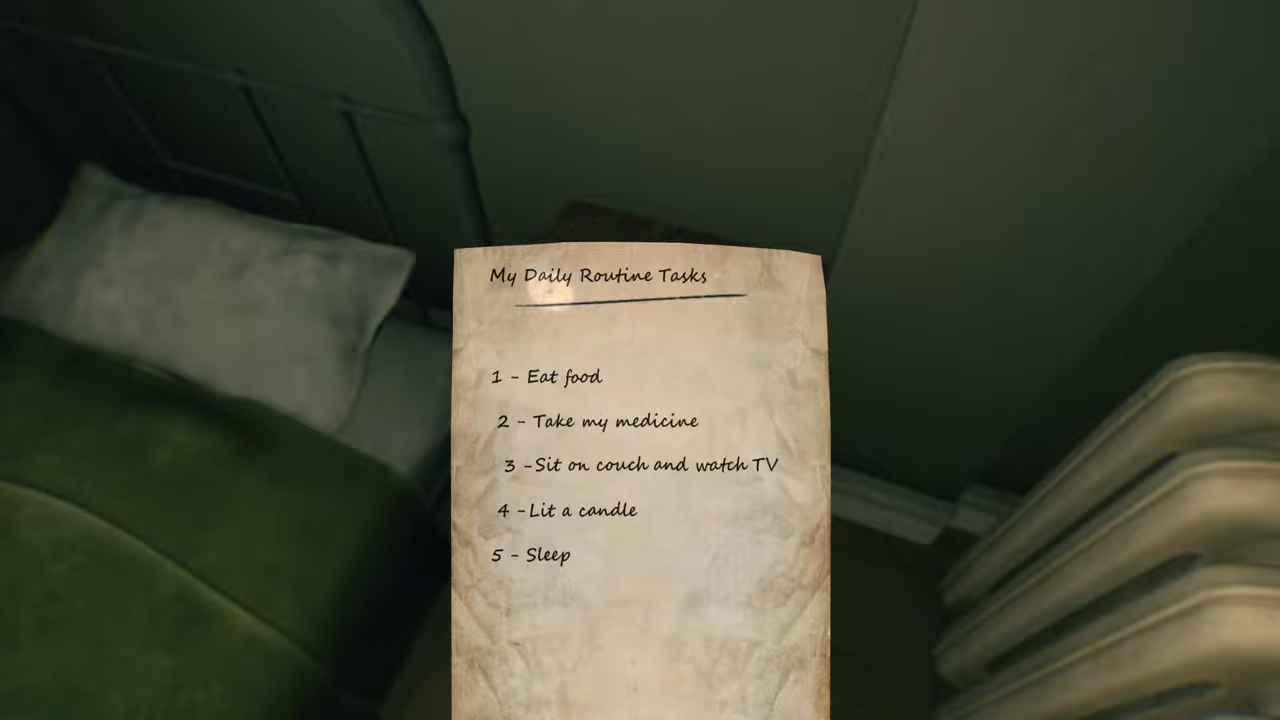 My Daily Routine Tasks
1 - Eat food
2 - Take my medicine
3 -Sit on couch and watch TV
4 -Lit a candle
5 - Sleep